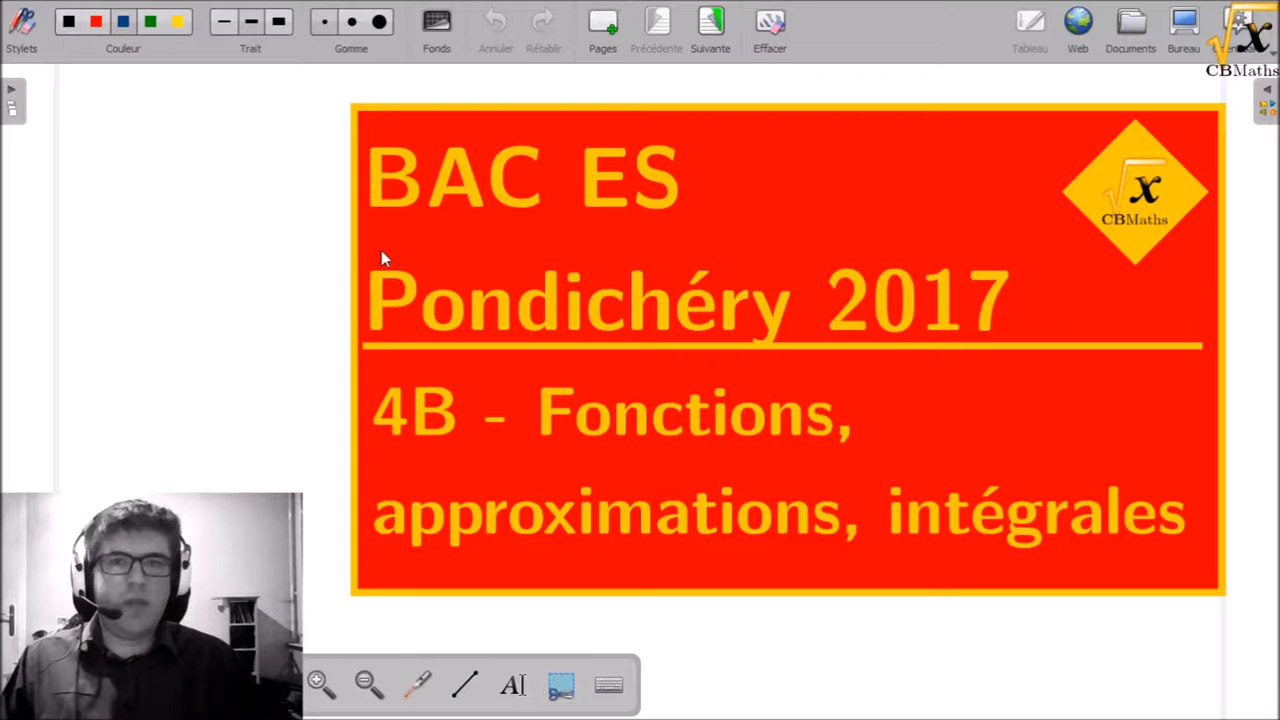 Stylets
Couleur
Trait
Gomme
Fonds
Annuler
Rétablir
Pages
Précédente
Suivante
Effacer
Tableau
Web
Documents
Bureau
√x
CBMaths
BAC ES
√x
CBMaths
Pondichéry 2017
4B - Fonctions,
approximations, intégrales
A